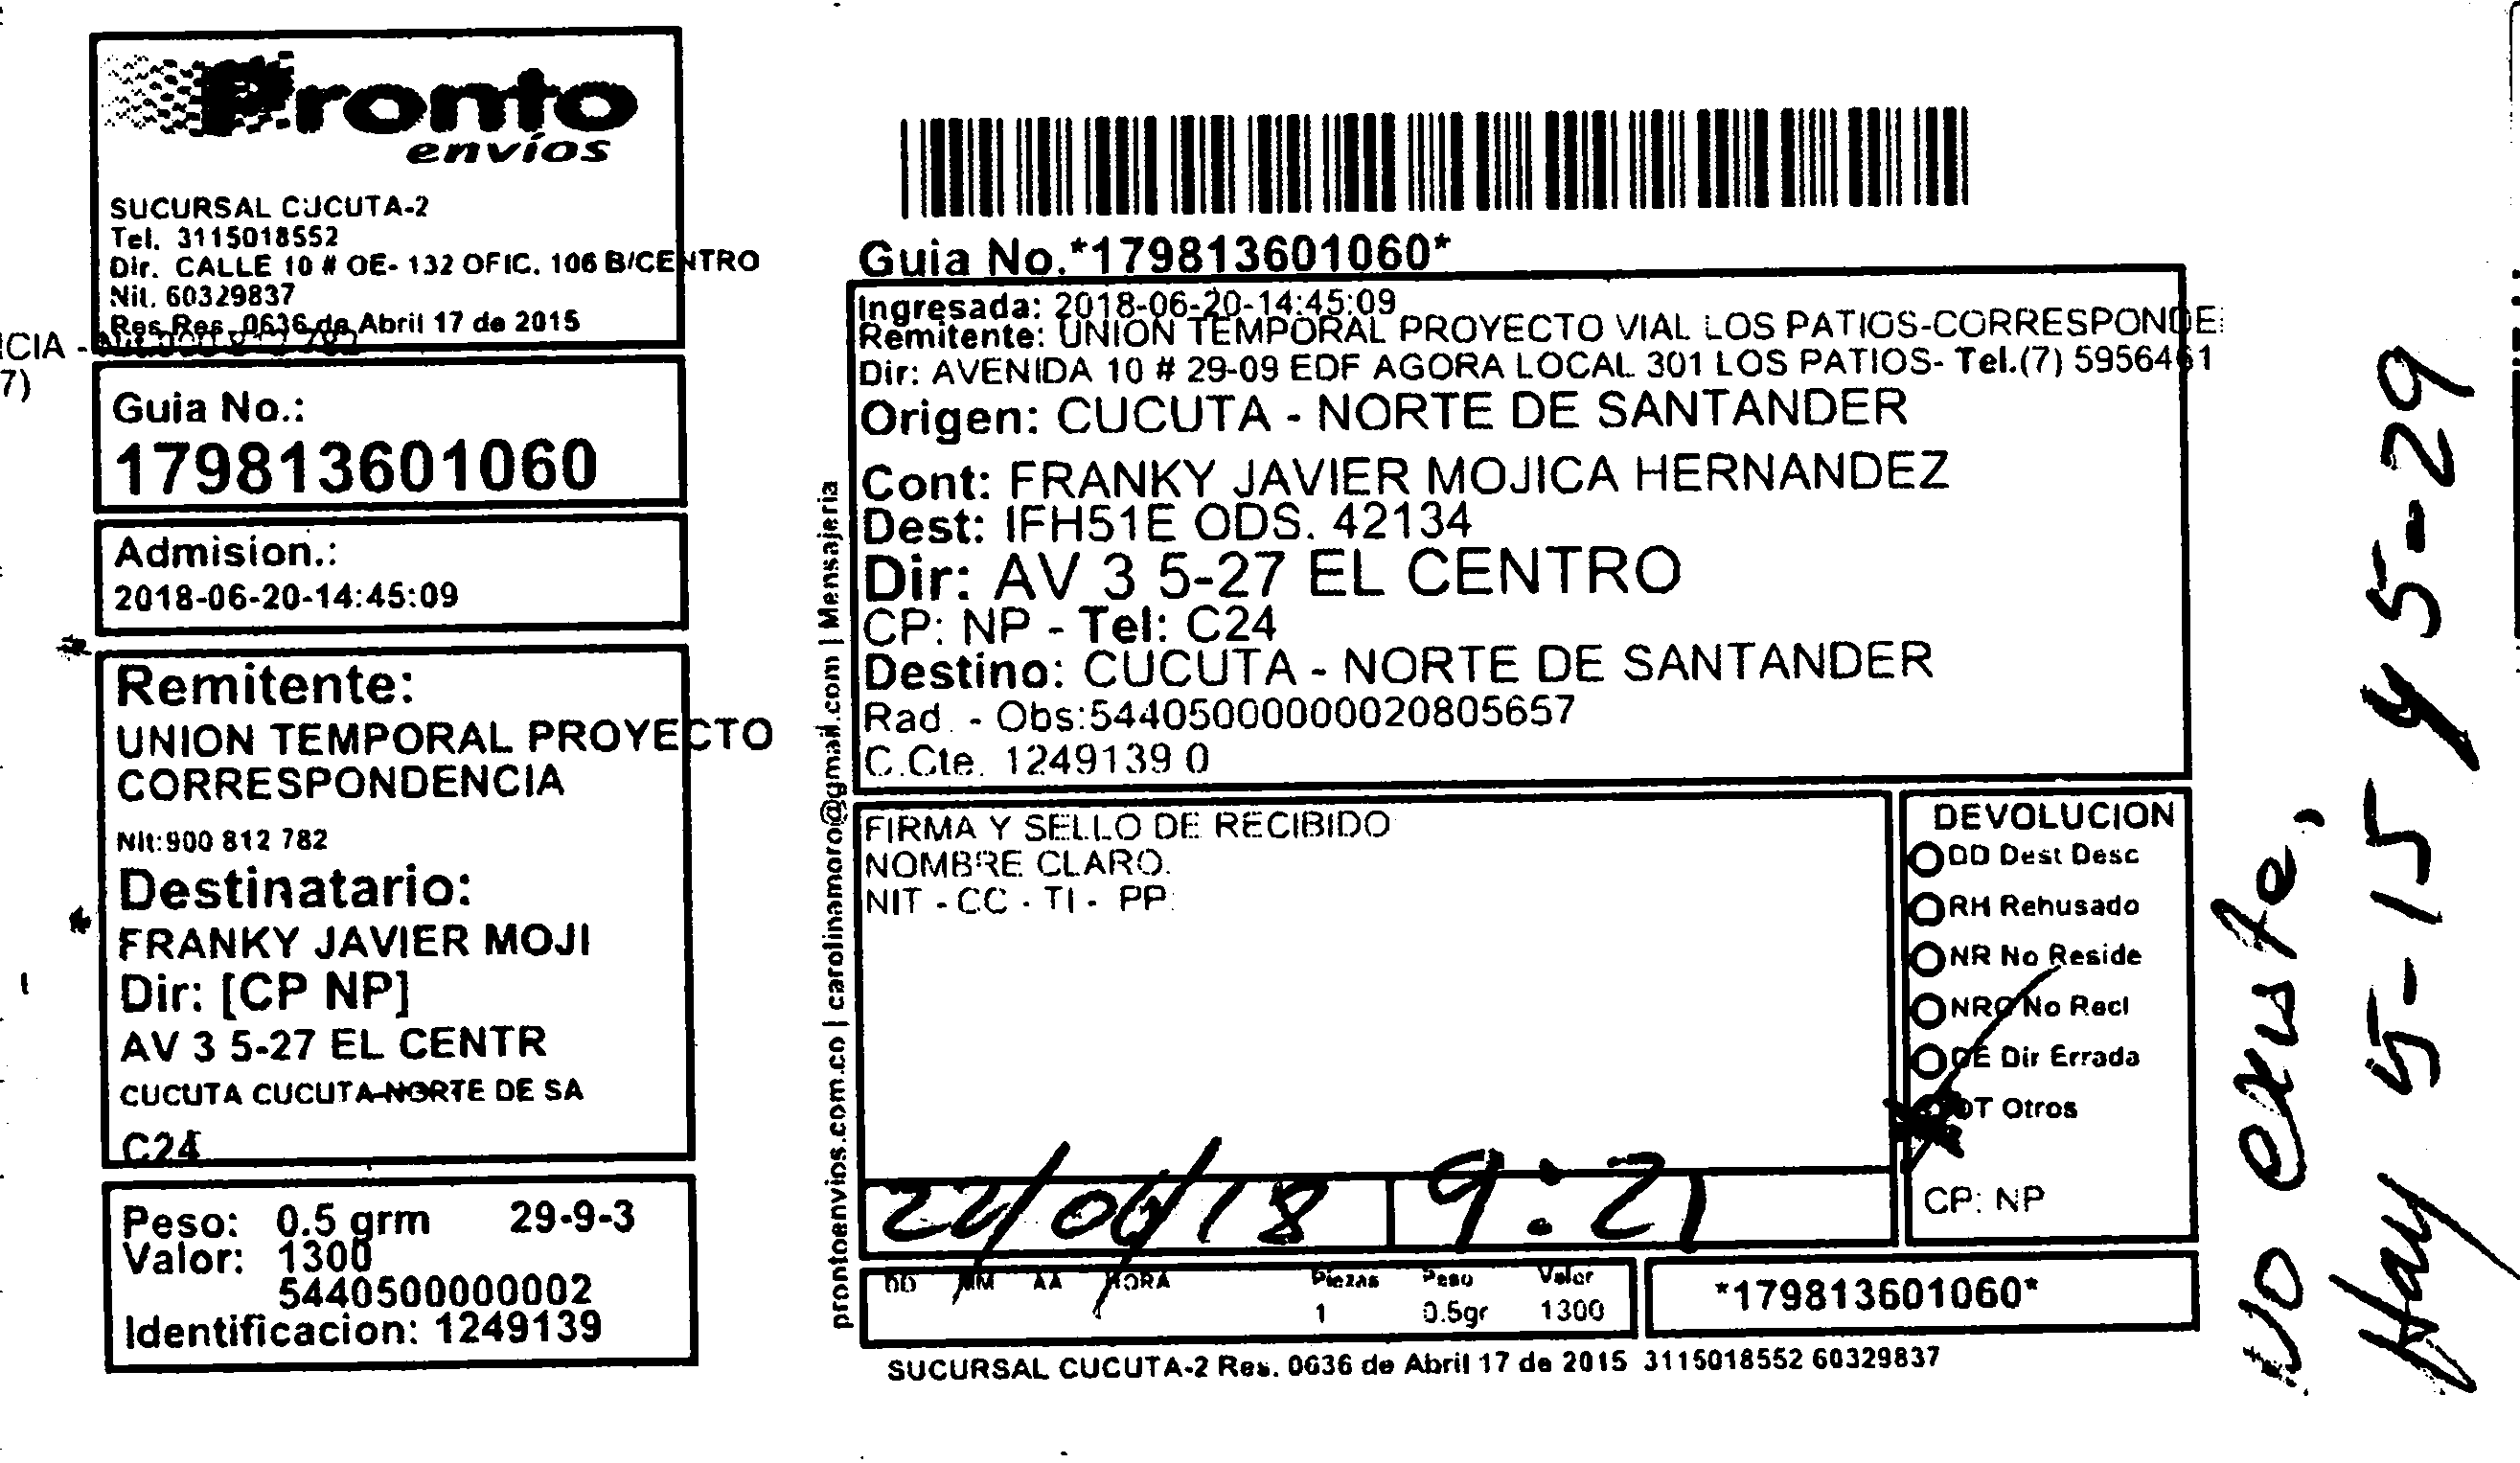 Pronto
envíos
SUCURSAL CUCUTA-2
Tel. 3115018552
Dir. CALLE 10 # OE- 132 OFIC. 106 B/CENTRO
Nit. 60329837
Res Res. 0636 de Abril 17 de 2015
CIA -
7)
Guia No.:
179813601060
Admision.:
2018-06-20-14:45:09
Remitente:
UNION TEMPORAL PROYECTO
CORRESPONDENCIA
Nit:900 812 782
Destinatario:
FRANKY JAVIER MOJI
Dir: [CP NP]
AV 3 5-27 EL CENTR
CUCUTA CUCUTA-NORTE DE SA
C24
Peso: 0.5 grm 29-9-3
Valor: 1300
5440500000002
Identificacion: 1249139
prontoenvios.com.co | carolinamoro@gmail.com | Mensajeria
Guia No.*179813601060*
Ingresada: 2018-06-20-14:45:09
Remitente: UNION TEMPORAL PROYECTO VIAL LOS PATIOS-CORRESPONDE
Dir: AVENIDA 10 # 29-09 EDF AGORA LOCAL 301 LOS PATIOS- Tel.(7) 5956461
Origen: CUCUTA - NORTE DE SANTANDER
Cont: FRANKY JAVIER MOJICA HERNANDEZ
Dest: IFH51E ODS. 42134
Dir: AV 3 5-27 EL CENTRO
CP: NP - Tel: C24
Destino: CUCUTA - NORTE DE SANTANDER
Rad. - Obs:544050000000020805657
C.Cte. 1249139 0
FIRMA Y SELLO DE RECIBIDO
NOMBRE CLARO.
NIT - CC - TI - PP
22/06/18 9:21
DD MM AA HORA
Piezas Peso Valor
1 0.5gr 1300
DEVOLUCION
DD Dest Desc
RH Rehusado
NR No Reside
NRC No Recl
DE Dir Errada
OT Otros
CP: NP
*179813601060*
SUCURSAL CUCUTA-2 Res. 0636 de Abril 17 de 2015 3115018552 60329837
no existe,
Hay 5-15 y 5-29